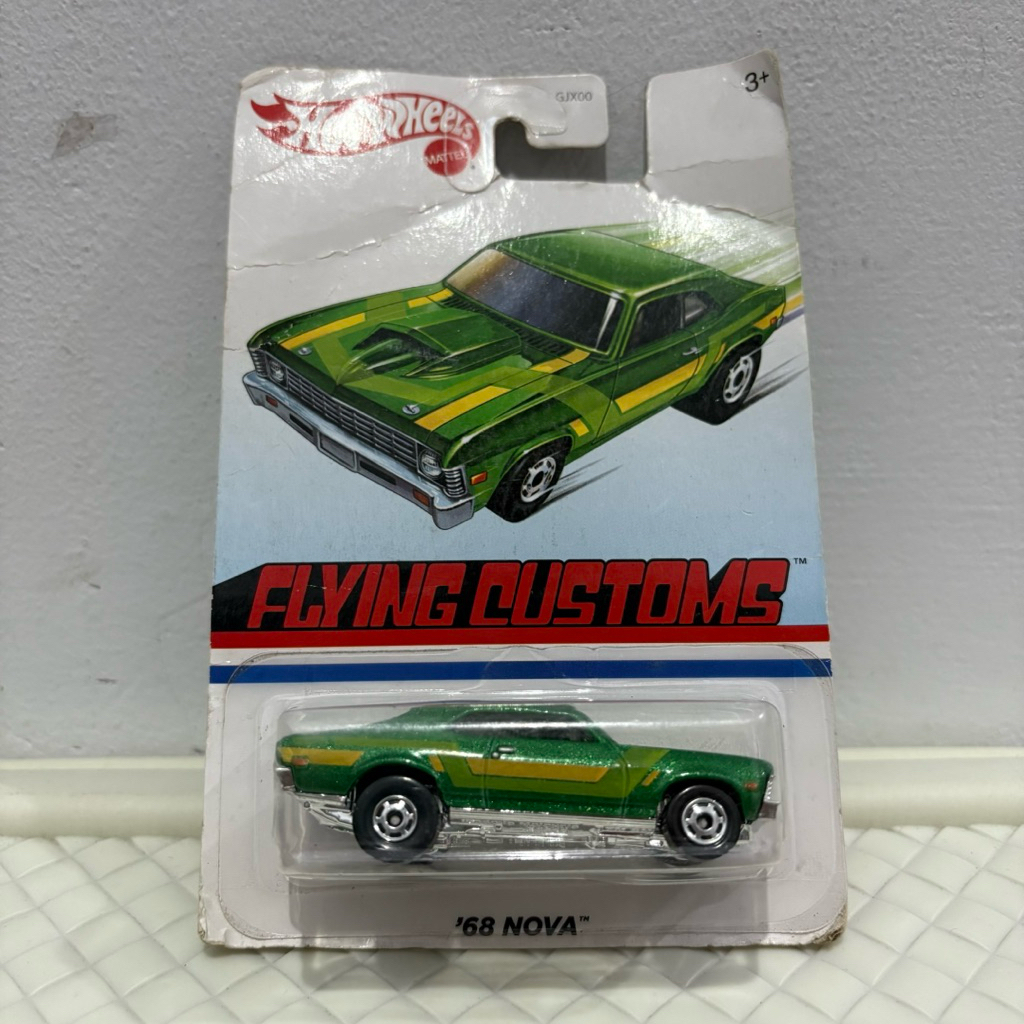 GJX00
3+
Hot Wheels
MATTEL
FLYING CUSTOMS™
'68 NOVA™